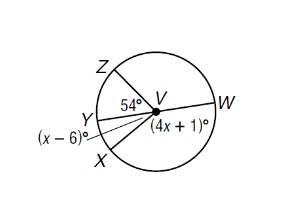 Z
54° V
W
Y
(x – 6)° (4x + 1)°
X